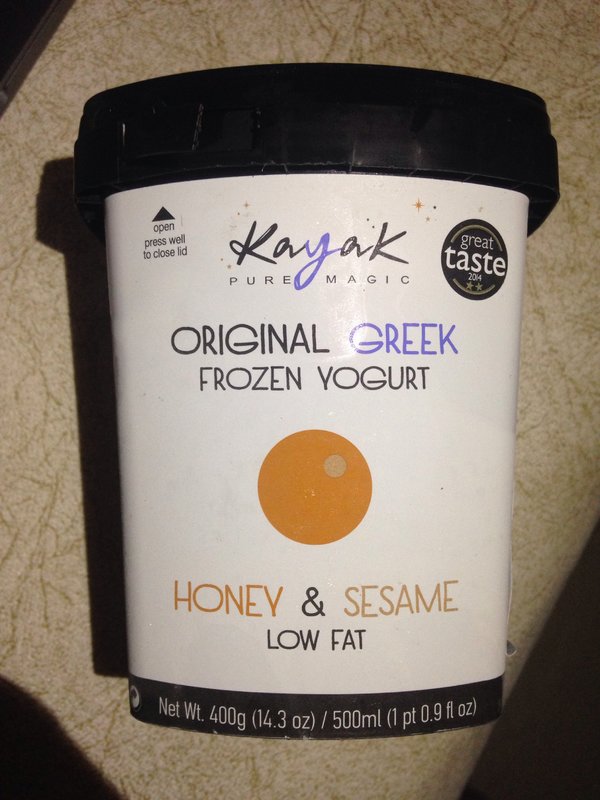 open
press well
to close lid
Kayak
PURE MAGIC
great
taste
2014
ORIGINAL GREEK
FROZEN YOGURT
HONEY & SESAME
LOW FAT
Net Wt. 400g (14.3 oz) / 500ml (1 pt 0.9 fl oz)